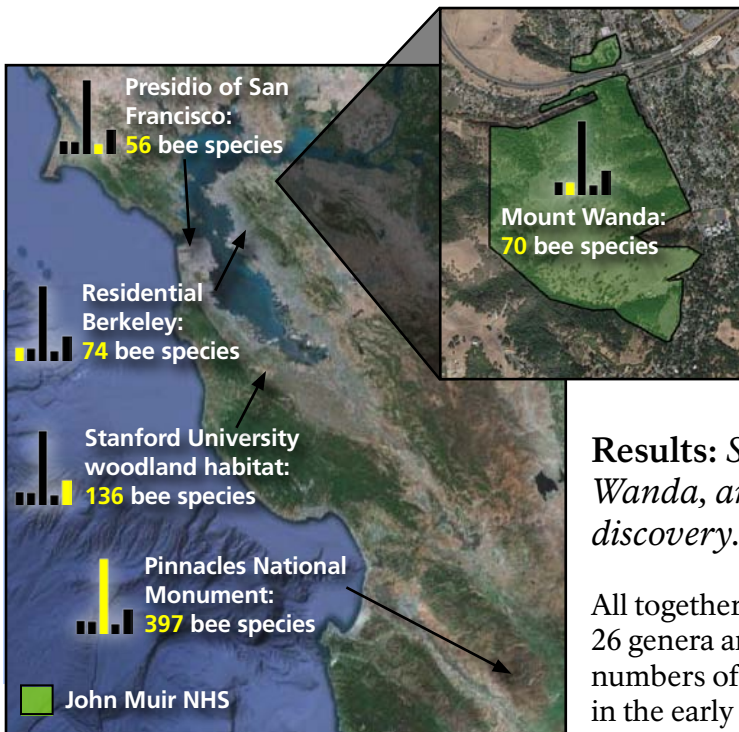 Presidio of San
Francisco:
56 bee species
Mount Wanda:
70 bee species
Residential
Berkeley:
74 bee species
Stanford University
woodland habitat:
136 bee species
Pinnacles National
Monument:
397 bee species
John Muir NHS
Results:
Wanda,
discovery.
All together
26 genera
numbers of
in the early